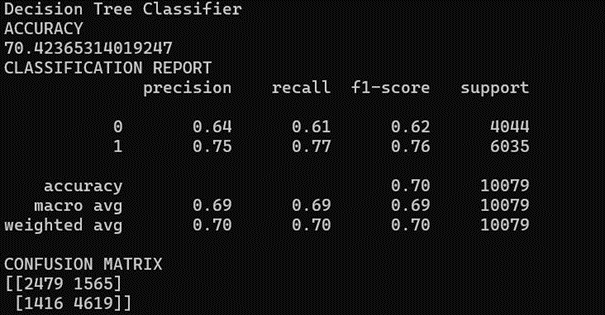 Decision Tree Classifier
ACCURACY
70.42365314019247
CLASSIFICATION REPORT
precision recall f1-score support
0 0.64 0.61 0.62 4044
1 0.75 0.77 0.76 6035
accuracy 0.70 10079
macro avg 0.69 0.69 0.69 10079
weighted avg 0.70 0.70 0.70 10079
CONFUSION MATRIX
[[2479 1565]
[1416 4619]]